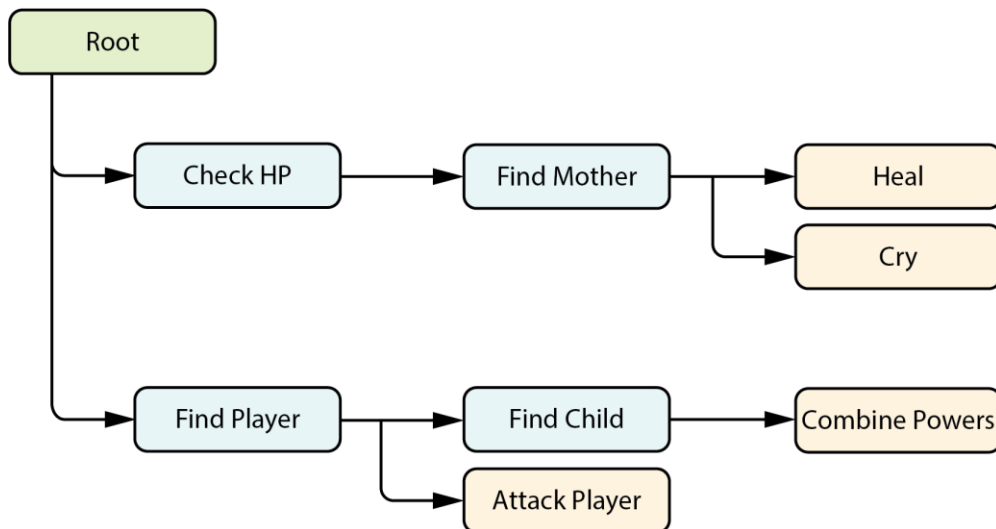 Root
Check HP
Find Mother
Heal
Cry
Find Player
Find Child
Combine Powers
Attack Player